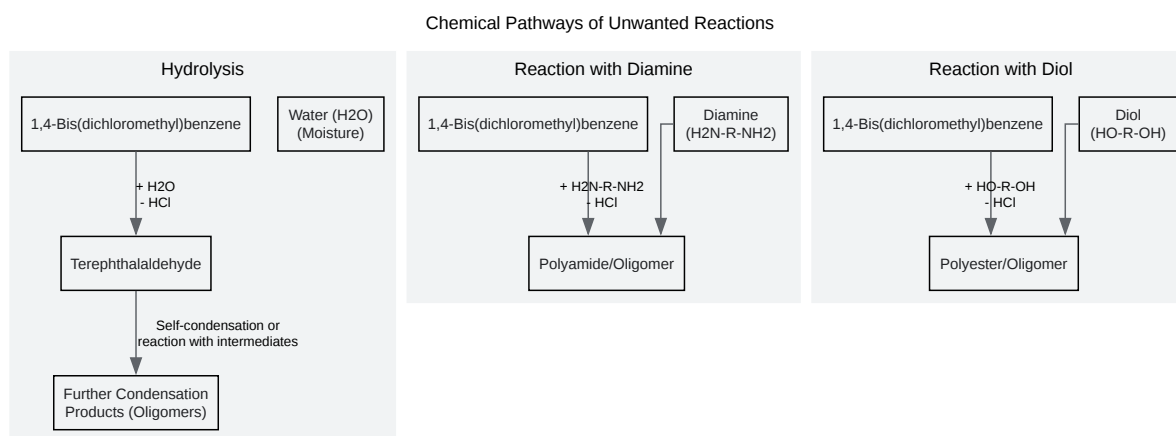 Chemical Pathways of Unwanted Reactions
Hydrolysis
1,4-Bis(dichloromethyl)benzene
Water (H2O)
(Moisture)
+ H2O
- HCl
Terephthalaldehyde
Self-condensation or
reaction with intermediates
Further Condensation
Products (Oligomers)
Reaction with Diamine
1,4-Bis(dichloromethyl)benzene
Diamine
(H2N-R-NH2)
+ H2N-R-NH2
- HCl
Polyamide/Oligomer
Reaction with Diol
1,4-Bis(dichloromethyl)benzene
Diol
(HO-R-OH)
+ HO-R-OH
- HCl
Polyester/Oligomer